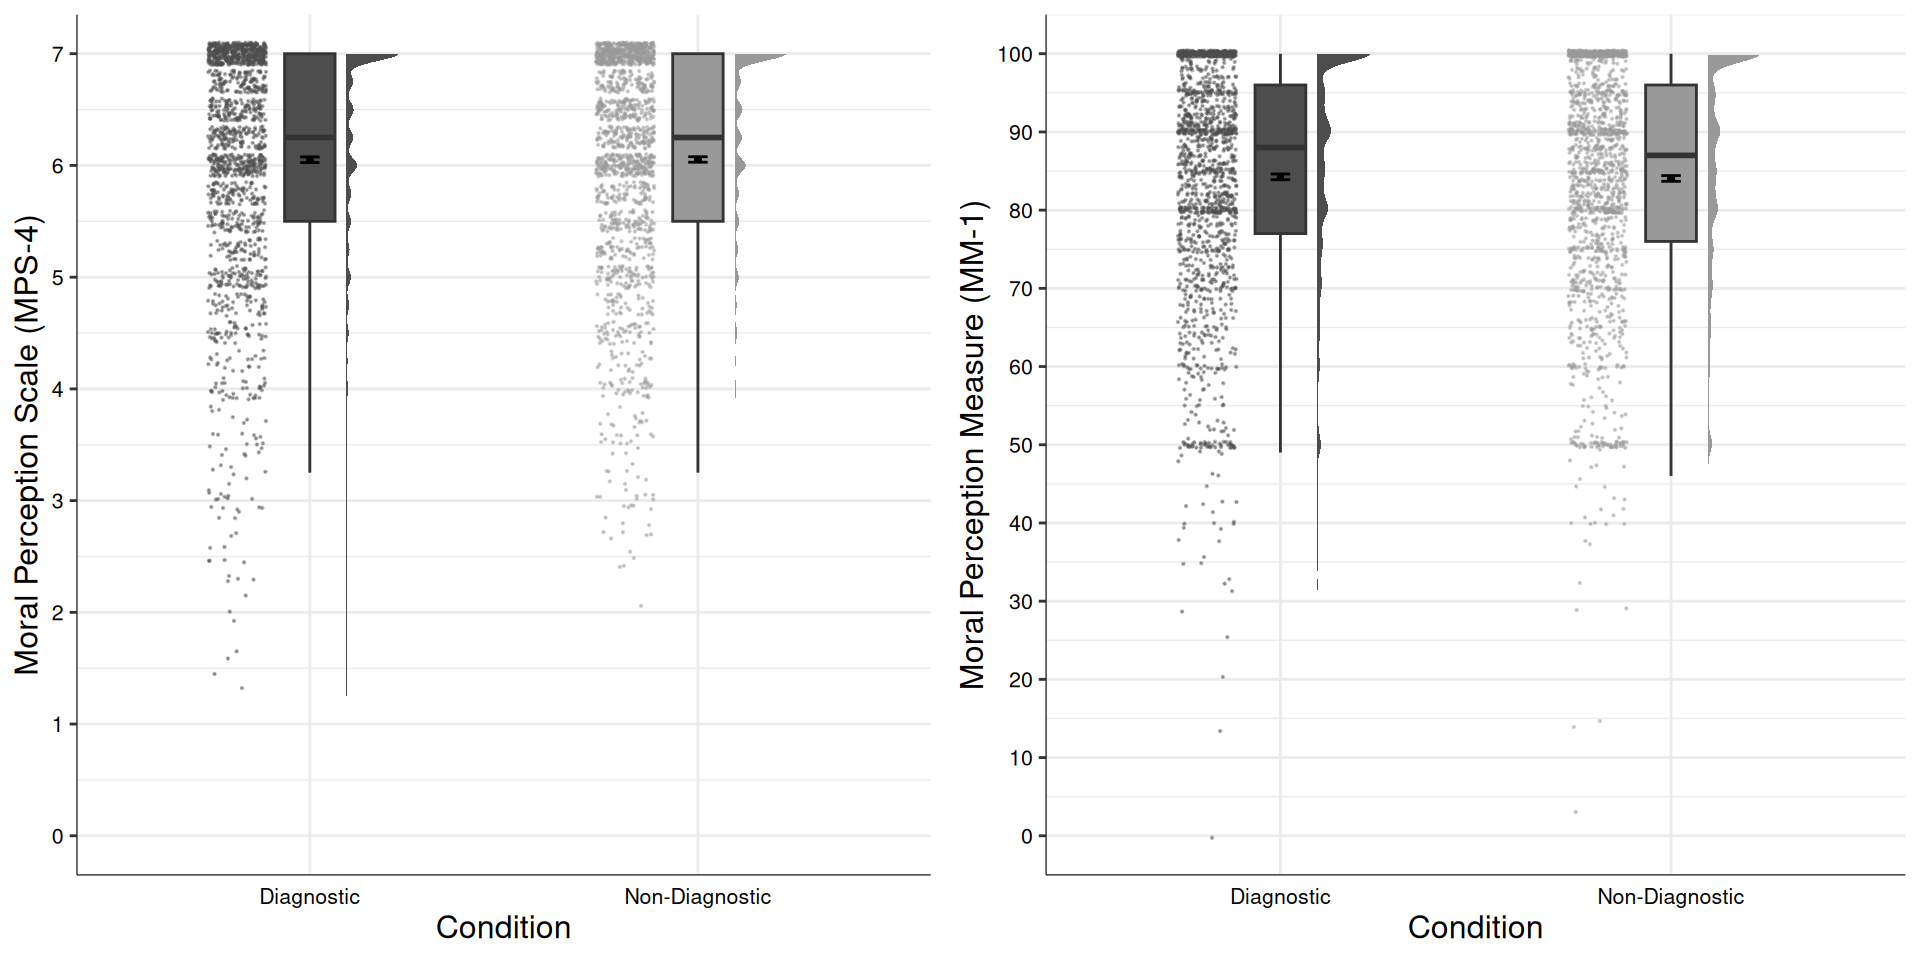 Moral Perception Scale (MPS-4)
7
6
5
4
3
2
1
0
Diagnostic
Non-Diagnostic
Condition
Moral Perception Measure (MM-1)
100
90
80
70
60
50
40
30
20
10
0
Diagnostic
Non-Diagnostic
Condition